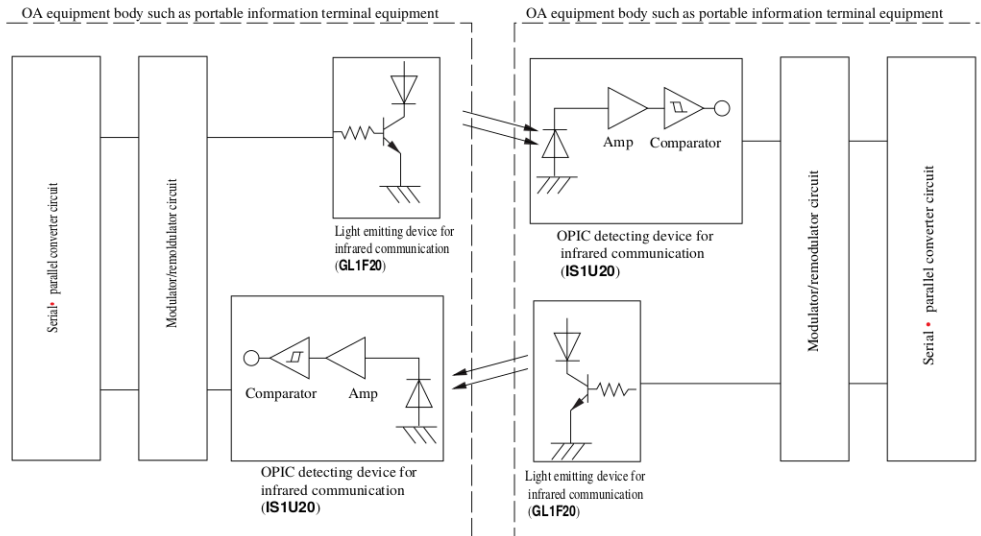 OA equipment body such as portable information terminal equipment
OA equipment body such as portable information terminal equipment
Serial• parallel converter circuit
Modulator/remoldulator circuit
Light emitting device for
infrared communication
(GL1F20)
Amp Comparator
OPIC detecting device for
infrared communication
(IS1U20)
Modulator/remodulator circuit
Serial • parallel converter circuit
Comparator Amp
OPIC detecting device for
infrared communication
(IS1U20)
Light emitting device for
infrared communication
(GL1F20)